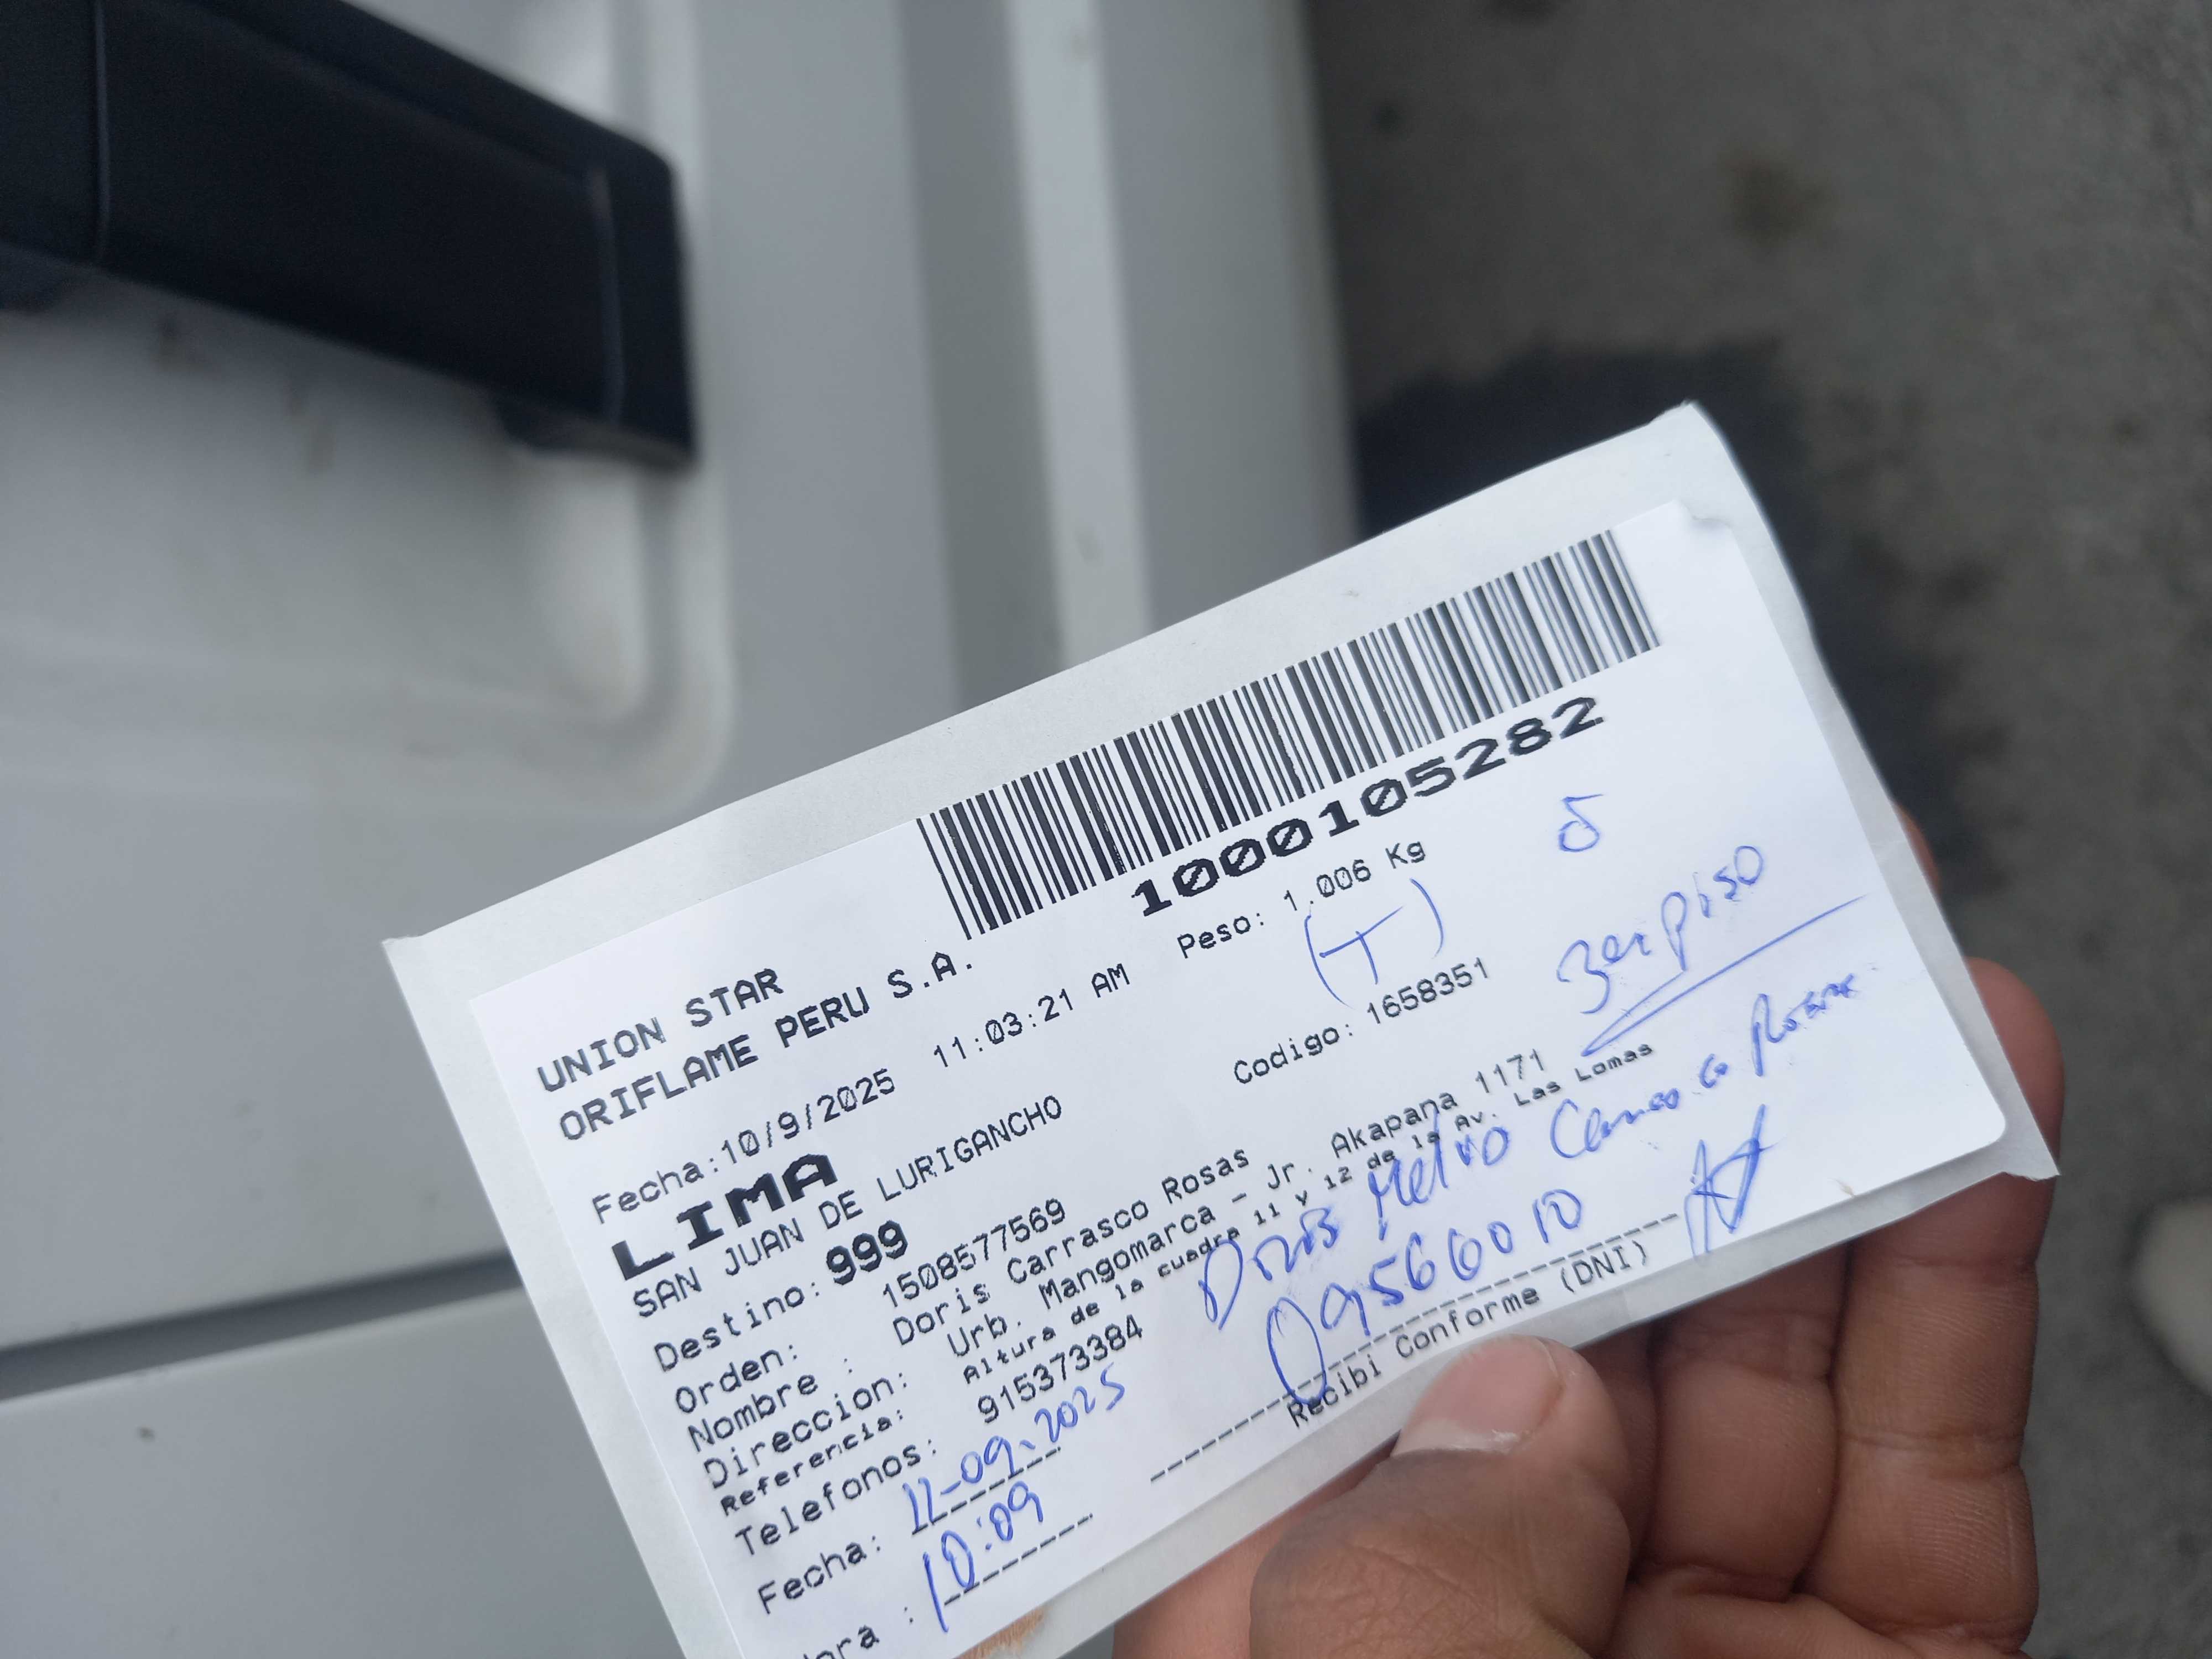 1000105282
UNION STAR
ORIFLAME PERU S.A.
Peso: 1.006 Kg
δ
Fecha:10/9/2025 11:03:21 AM
(T)
3er piso
LIMA
Codigo: 1658351
SAN JUAN DE LURIGANCHO
Destino: 999
Orden: 1508577569
Nombre : Doris Carrasco Rosas
Direccion: Urb. Mangomarca - Jr. Akapana 1171
Referencia: Altura de la cuadra 11 y 12 de la Av. Las Lomas
Telefonos: 915373384
Doris
09566010
Fecha: 11-09-2025
Recibi Conforme (DNI)
Hora : 10:09